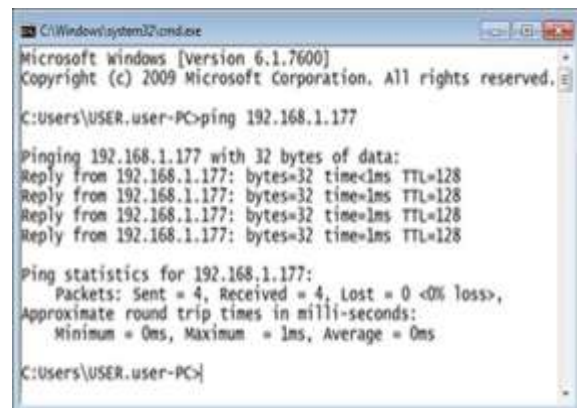 C:\Windows\system32\cmd.exe
Microsoft Windows [Version 6.1.7600]
Copyright (c) 2009 Microsoft Corporation. All rights reserved.
C:\Users\USER.user-PC>ping 192.168.1.177
Pinging 192.168.1.177 with 32 bytes of data:
Reply from 192.168.1.177: bytes=32 time<1ms TTL=128
Reply from 192.168.1.177: bytes=32 time=1ms TTL=128
Reply from 192.168.1.177: bytes=32 time=1ms TTL=128
Reply from 192.168.1.177: bytes=32 time=1ms TTL=128
Ping statistics for 192.168.1.177:
Packets: Sent = 4, Received = 4, Lost = 0 <0% loss>,
Approximate round trip times in milli-seconds:
Minimum = 0ms, Maximum = 1ms, Average = 0ms
C:\Users\USER.user-PC>